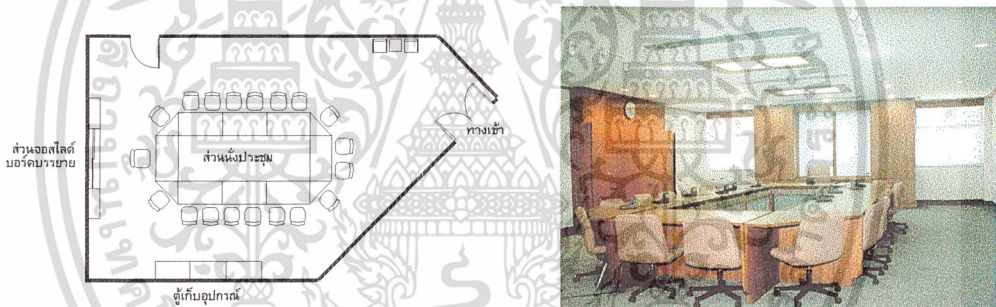 ส่วนจอสไลด์
บอร์ดบรรยาย
ส่วนนั่งประชุม
ทางเข้า
ตู้เก็บอุปกรณ์